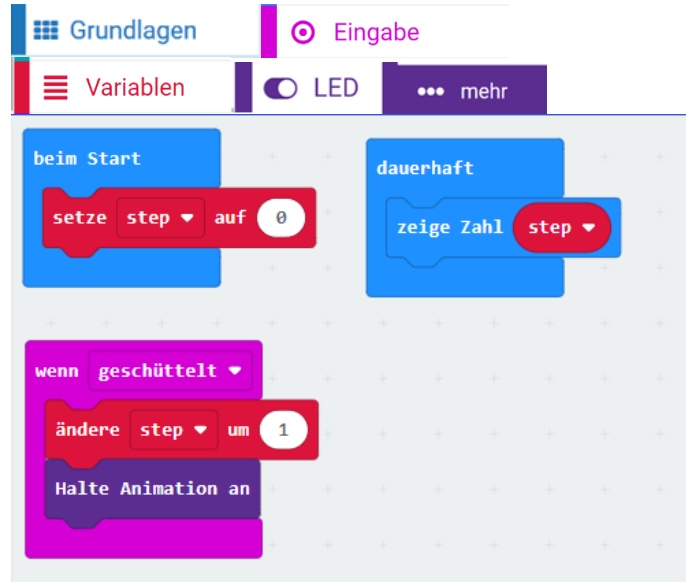 Grundlagen
Eingabe
Variablen
LED
mehr
beim Start
setze step auf 0
dauerhaft
zeige Zahl step
wenn geschüttelt
ändere step um 1
Halte Animation an